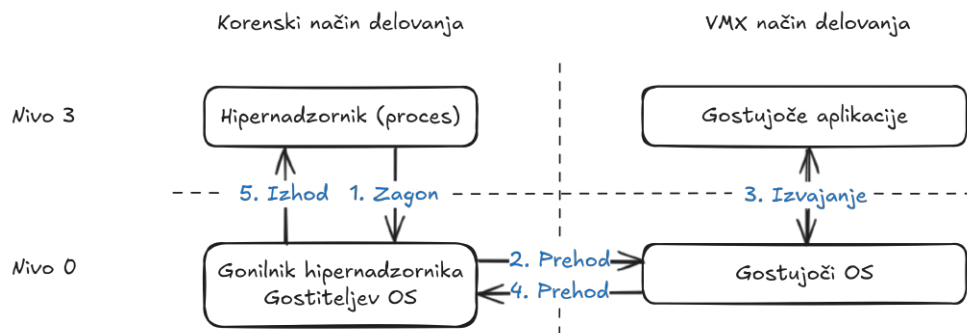 Korenski način delovanja
VMX način delovanja
Nivo 3
Hipernadzornik (proces)
Gostujoče aplikacije
5. Izhod
1. Zagon
3. Izvajanje
Nivo 0
Gonilnik hipernadzornika
Gostiteljev OS
2. Prehod
4. Prehod
Gostujoči OS